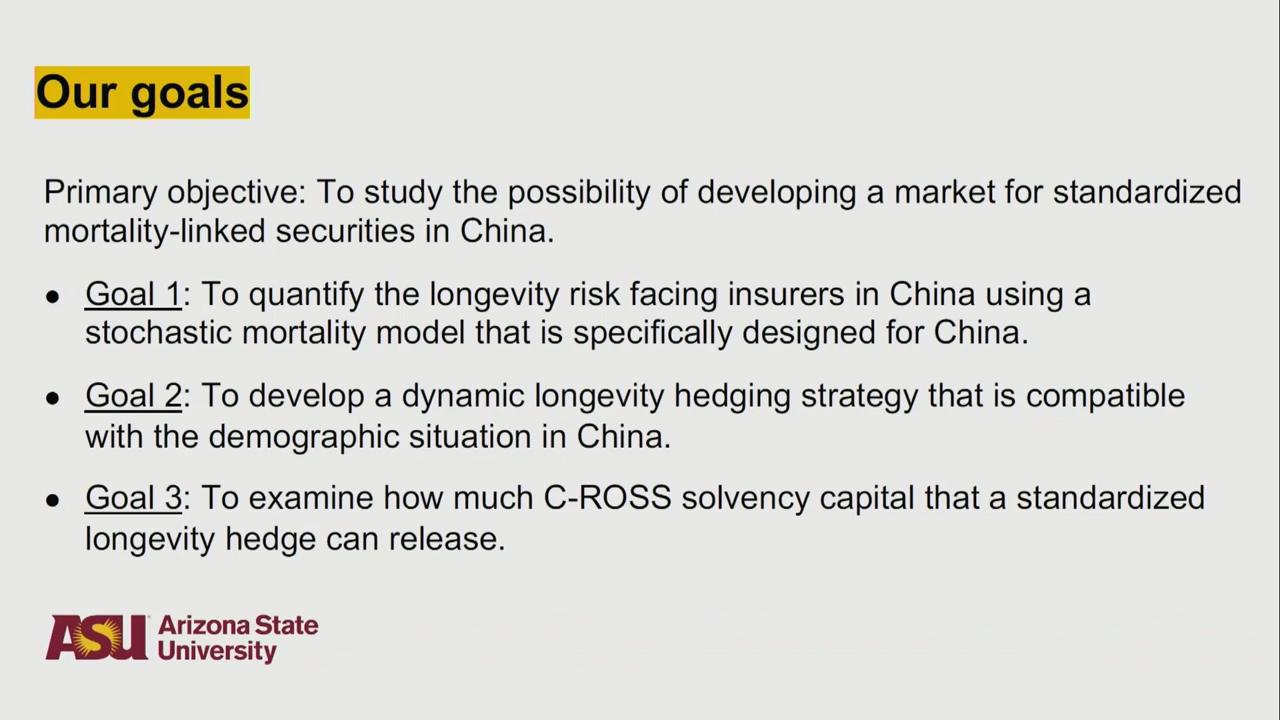 Our goals
Primary objective: To study the possibility of developing a market for standardized
mortality-linked securities in China.
● Goal 1: To quantify the longevity risk facing insurers in China using a
stochastic mortality model that is specifically designed for China.
● Goal 2: To develop a dynamic longevity hedging strategy that is compatible
with the demographic situation in China.
● Goal 3: To examine how much C-ROSS solvency capital that a standardized
longevity hedge can release.
ASU Arizona State
University